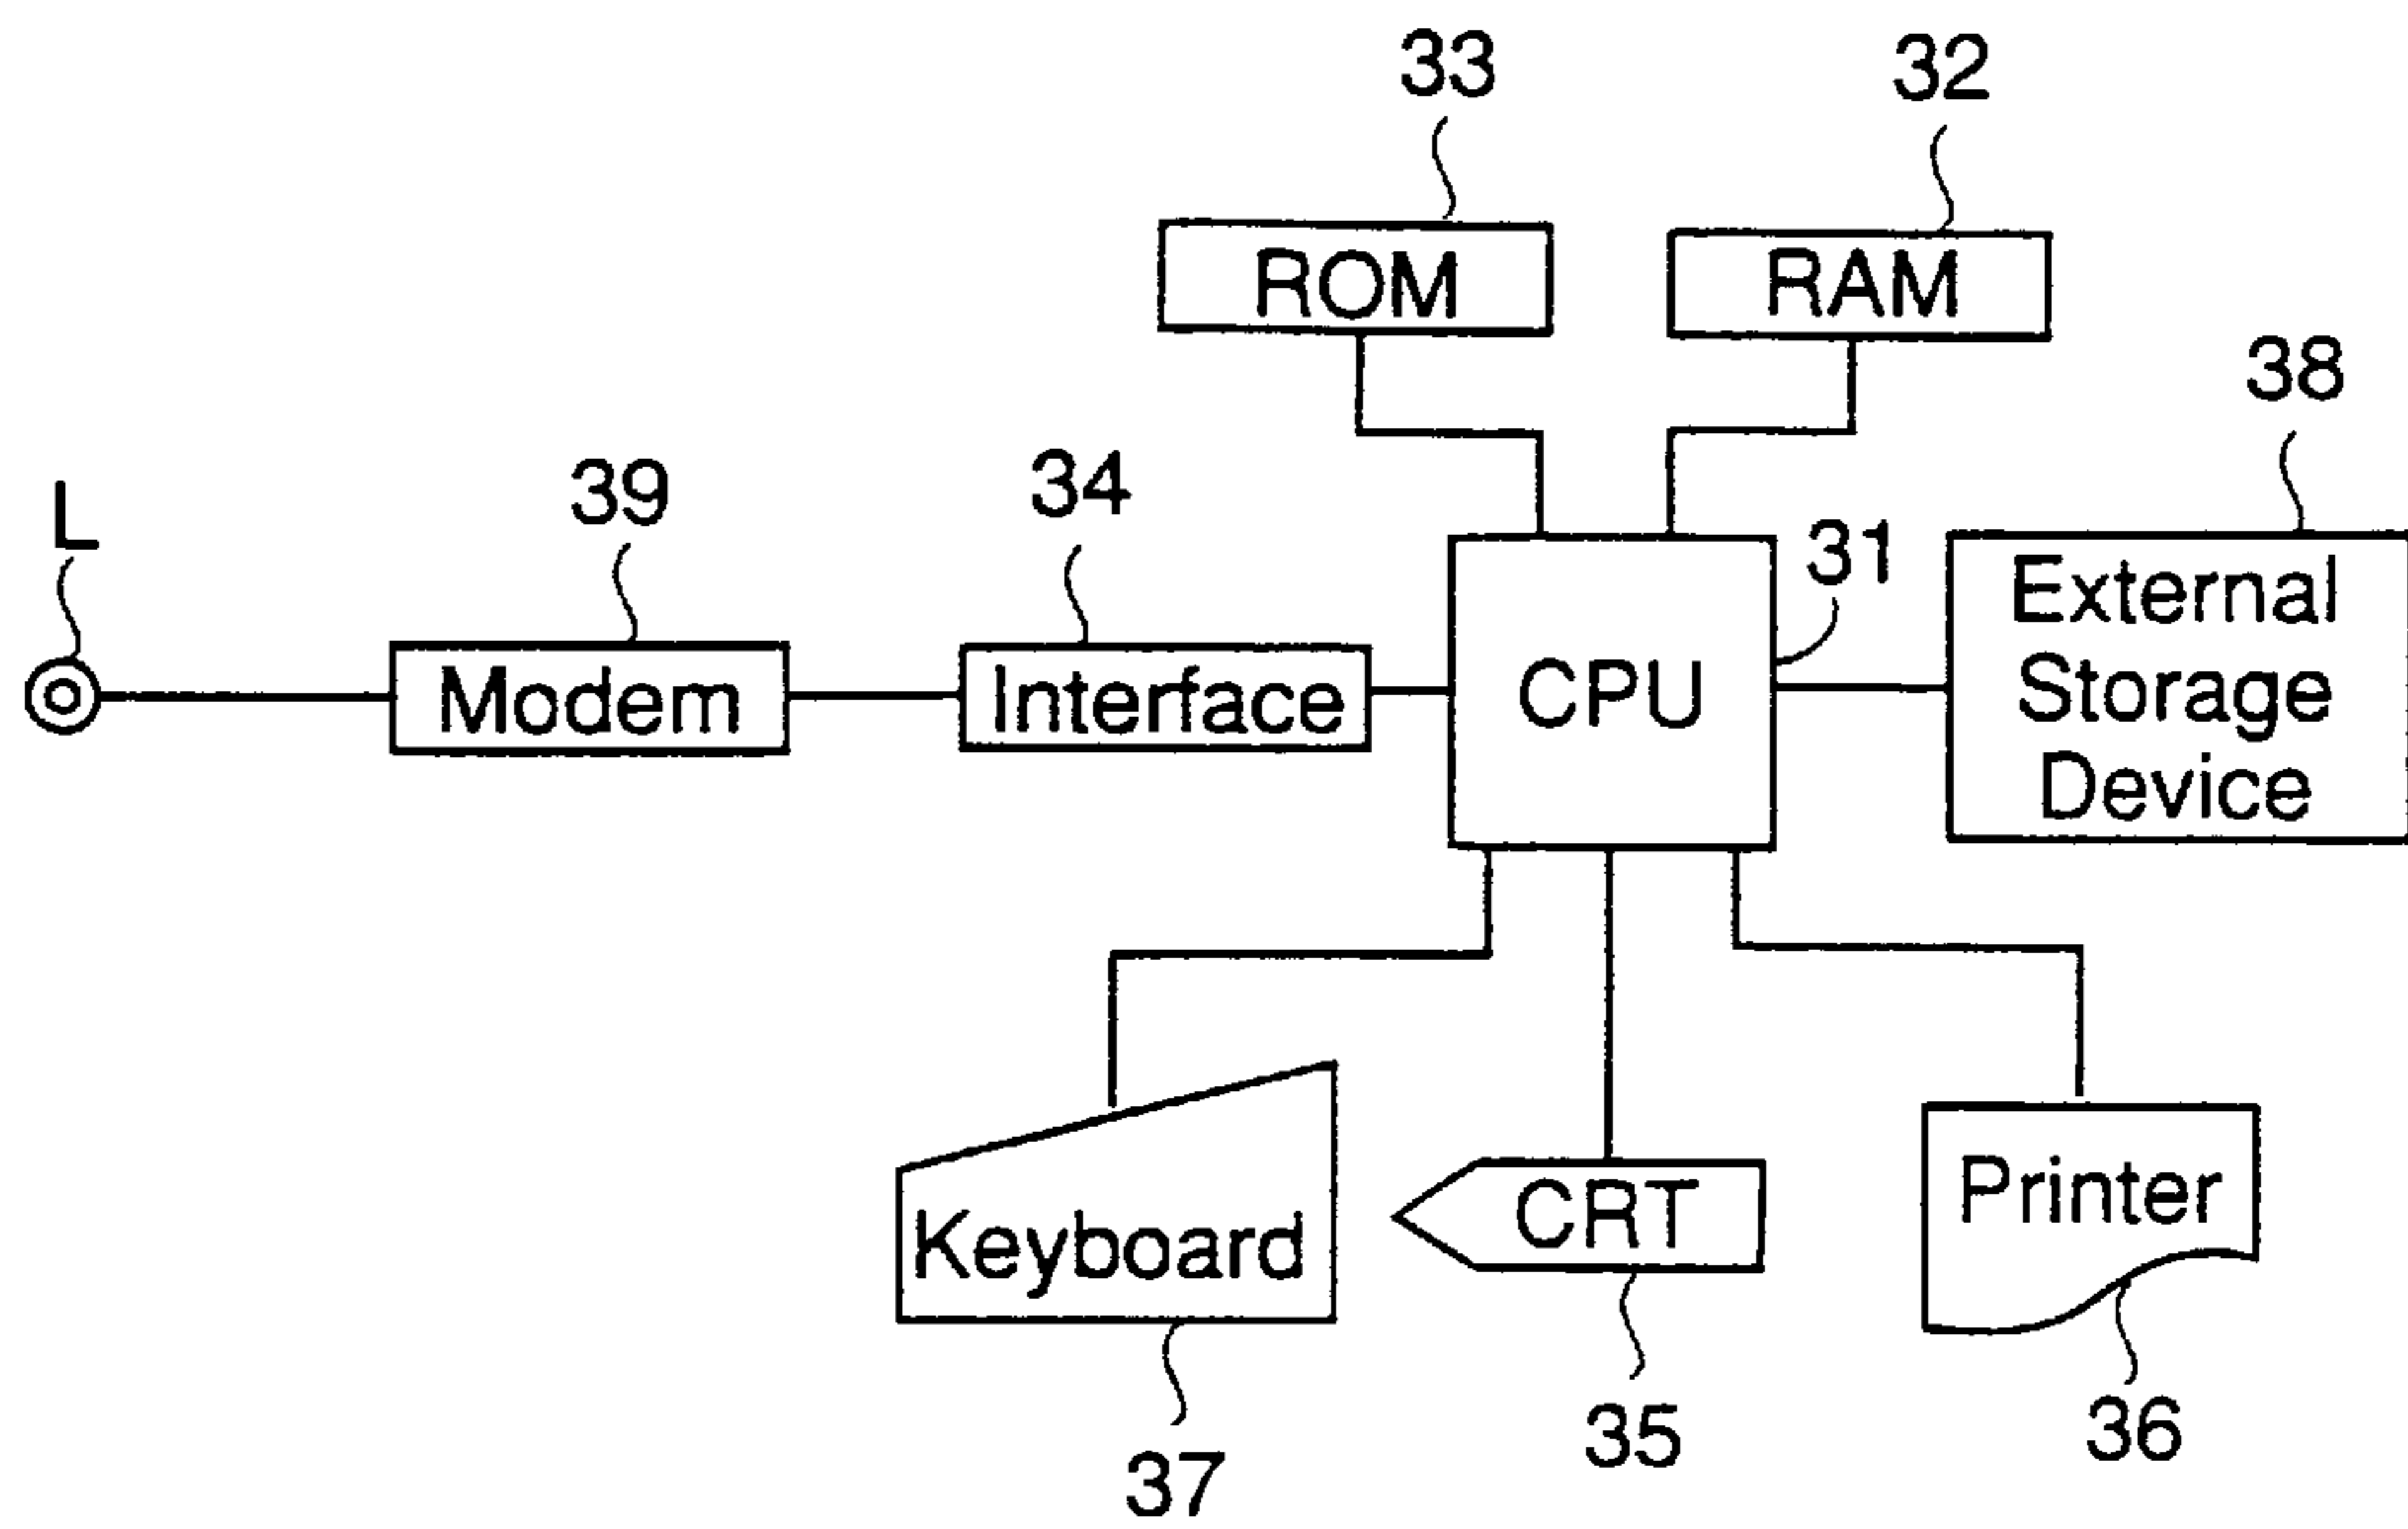 33
32
ROM
RAM
38
L
39
34
31
Modem
Interface
CPU
External
Storage
Device
Keyboard
CRT
Printer
37
35
36